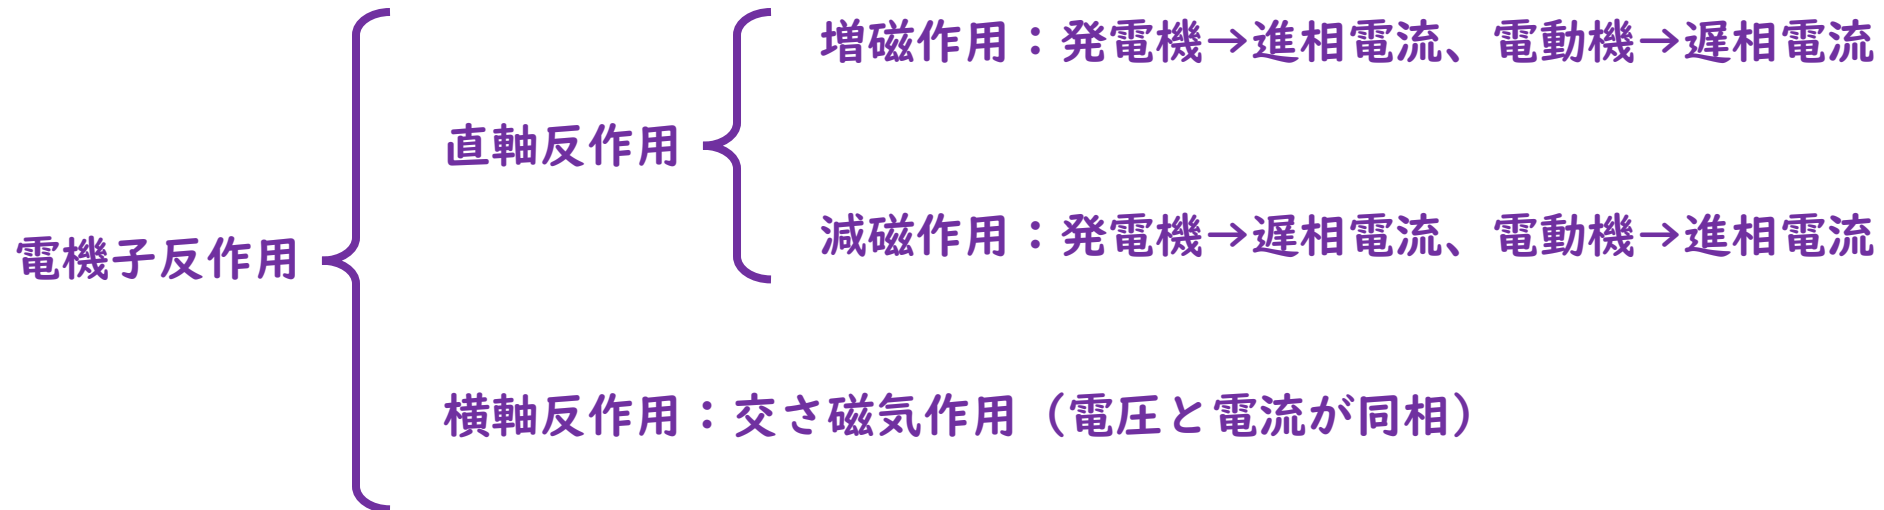 増磁作用：発電機→進相電流、電動機→遅相電流
直軸反作用
減磁作用：発電機→遅相電流、電動機→進相電流
電機子反作用
横軸反作用：交さ磁気作用（電圧と電流が同相）